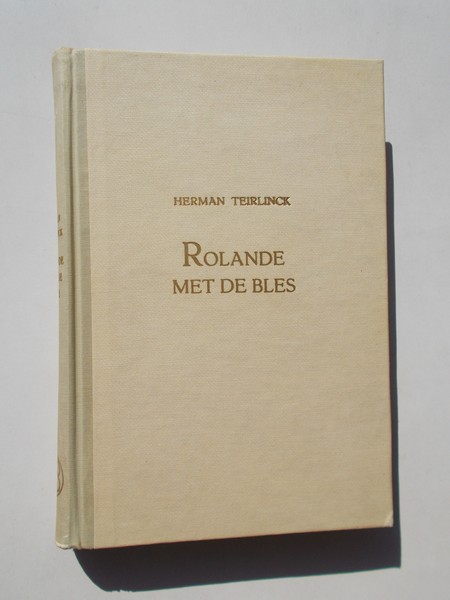 HERMAN TEIRLINCK
ROLANDE
MET DE BLES